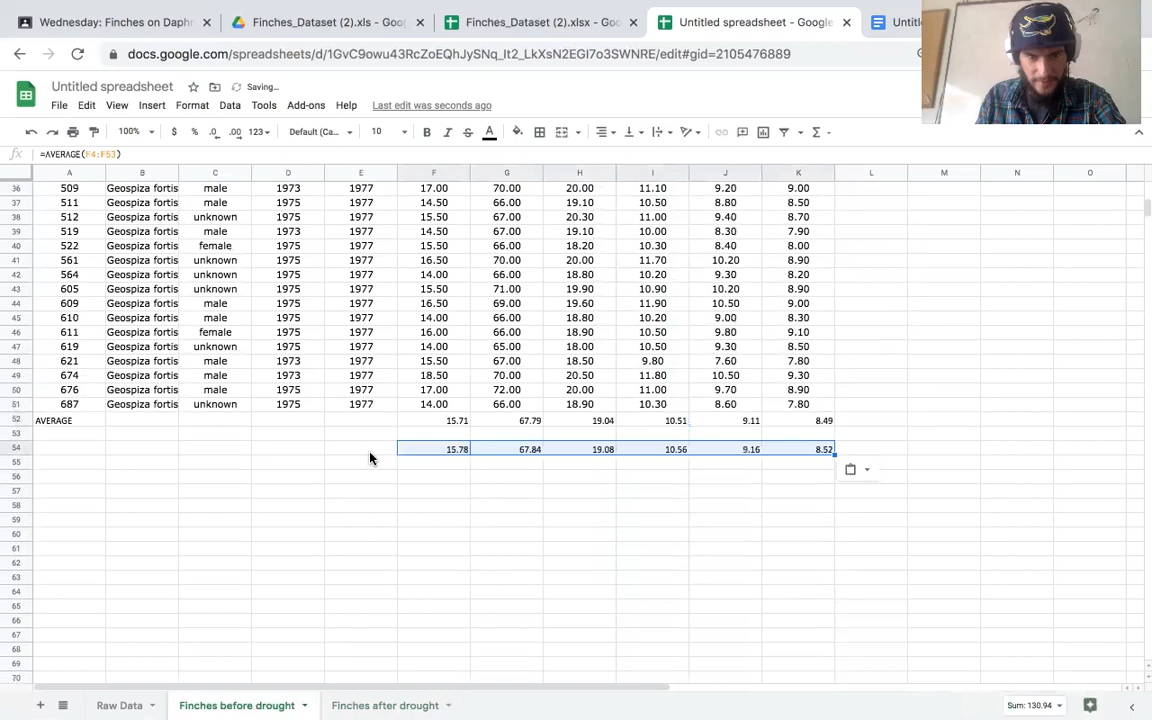 Wednesday: Finches on Daphn
Finches_Dataset (2).xls - Goo
Finches_Dataset (2).xlsx - Goo
Untitled spreadsheet - Google
Untitl
docs.google.com/spreadsheets/d/1GvC9owu43RcZoEQhJySNq_It2_LkXsN2EGI7o3SWNRE/edit#gid=2105476889
Untitled spreadsheet Saving...
File Edit View Insert Format Data Tools Add-ons Help Last edit was seconds ago
100% $ % .0 .00 123 Default (Ca... 10 B I S A
fx =AVERAGE(F4:F53)
A B C D E F G H I J K L M N O
36 509 Geospiza fortis male 1973 1977 17.00 70.00 20.00 11.10 9.20 9.00
37 511 Geospiza fortis male 1975 1977 14.50 66.00 19.10 10.50 8.80 8.50
38 512 Geospiza fortis unknown 1975 1977 15.50 67.00 20.30 11.00 9.40 8.70
39 519 Geospiza fortis male 1973 1977 14.50 67.00 19.10 10.00 8.30 7.90
40 522 Geospiza fortis female 1975 1977 15.50 66.00 18.20 10.30 8.40 8.00
41 561 Geospiza fortis unknown 1975 1977 16.50 70.00 20.00 11.70 10.20 8.90
42 564 Geospiza fortis unknown 1975 1977 14.00 66.00 18.80 10.20 9.30 8.20
43 605 Geospiza fortis unknown 1975 1977 15.50 71.00 19.90 10.90 10.20 8.90
44 609 Geospiza fortis male 1975 1977 16.50 69.00 19.60 11.90 10.50 9.00
45 610 Geospiza fortis male 1975 1977 14.00 66.00 18.80 10.20 9.00 8.30
46 611 Geospiza fortis female 1975 1977 16.00 66.00 18.90 10.50 9.80 9.10
47 619 Geospiza fortis unknown 1975 1977 14.00 65.00 18.00 10.50 9.30 8.50
48 621 Geospiza fortis male 1973 1977 15.50 67.00 18.50 9.80 7.60 7.80
49 674 Geospiza fortis male 1973 1977 18.50 70.00 20.50 11.80 10.50 9.30
50 676 Geospiza fortis male 1975 1977 17.00 72.00 20.00 11.00 9.70 8.90
51 687 Geospiza fortis unknown 1975 1977 14.00 66.00 18.90 10.30 8.60 7.80
52 AVERAGE 15.71 67.79 19.04 10.51 9.11 8.49
53
54 15.78 67.84 19.08 10.56 9.16 8.52
55
56
57
58
59
60
61
62
63
64
65
66
67
68
69
70
Raw Data Finches before drought Finches after drought Sum: 130.94